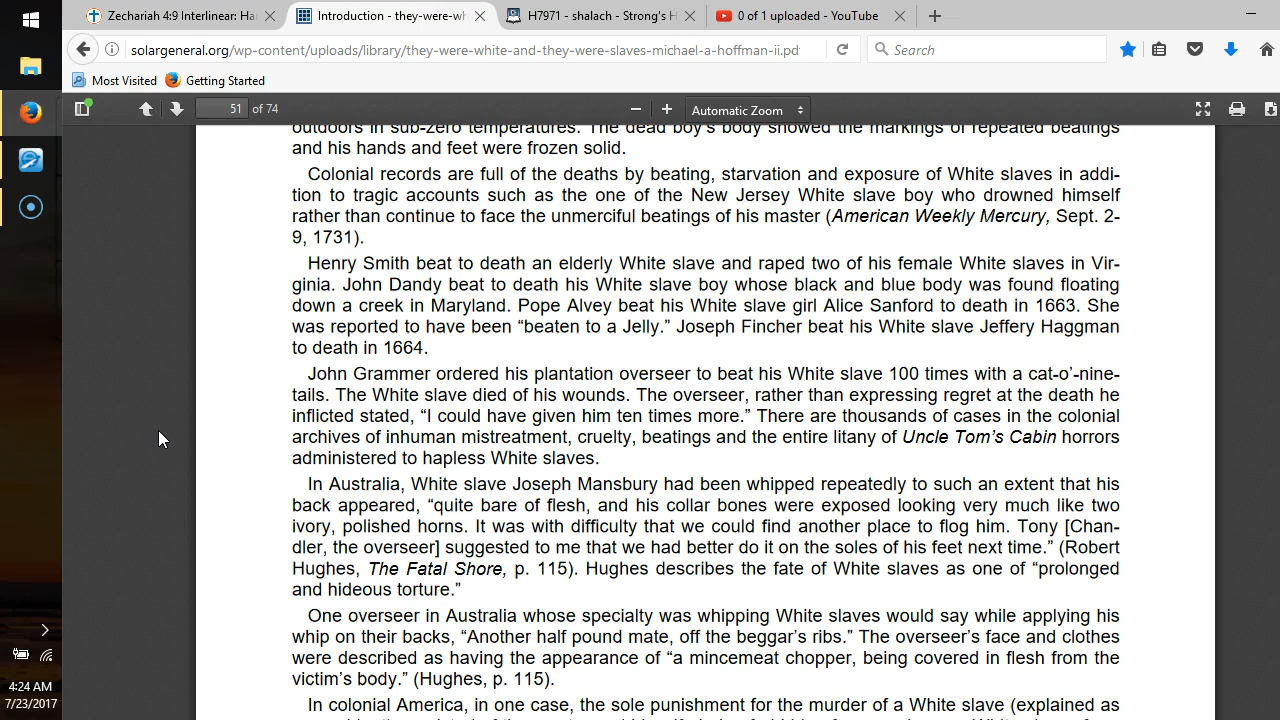 Zechariah 4:9 Interlinear: Ha
Introduction - they-were-wh
H7971 - shalach - Strong's H
0 of 1 uploaded - YouTube
solargeneral.org/wp-content/uploads/library/they-were-white-and-they-were-slaves-michael-a-hoffman-ii.pdf
Search
Most Visited
Getting Started
51 of 74
Automatic Zoom
outdoors in sub-zero temperatures. The dead boy's body showed the markings of repeated beatings
and his hands and feet were frozen solid.
Colonial records are full of the deaths by beating, starvation and exposure of White slaves in addi-
tion to tragic accounts such as the one of the New Jersey White slave boy who drowned himself
rather than continue to face the unmerciful beatings of his master (American Weekly Mercury, Sept. 2-
9, 1731).
Henry Smith beat to death an elderly White slave and raped two of his female White slaves in Vir-
ginia. John Dandy beat to death his White slave boy whose black and blue body was found floating
down a creek in Maryland. Pope Alvey beat his White slave girl Alice Sanford to death in 1663. She
was reported to have been “beaten to a Jelly.” Joseph Fincher beat his White slave Jeffery Haggman
to death in 1664.
John Grammer ordered his plantation overseer to beat his White slave 100 times with a cat-o’-nine-
tails. The White slave died of his wounds. The overseer, rather than expressing regret at the death he
inflicted stated, “I could have given him ten times more.” There are thousands of cases in the colonial
archives of inhuman mistreatment, cruelty, beatings and the entire litany of Uncle Tom’s Cabin horrors
administered to hapless White slaves.
In Australia, White slave Joseph Mansbury had been whipped repeatedly to such an extent that his
back appeared, “quite bare of flesh, and his collar bones were exposed looking very much like two
ivory, polished horns. It was with difficulty that we could find another place to flog him. Tony [Chan-
dler, the overseer] suggested to me that we had better do it on the soles of his feet next time.” (Robert
Hughes, The Fatal Shore, p. 115). Hughes describes the fate of White slaves as one of “prolonged
and hideous torture.”
One overseer in Australia whose specialty was whipping White slaves would say while applying his
whip on their backs, “Another half pound mate, off the beggar’s ribs.” The overseer’s face and clothes
were described as having the appearance of “a mincemeat chopper, being covered in flesh from the
victim’s body.” (Hughes, p. 115).
In colonial America, in one case, the sole punishment for the murder of a White slave (explained as
4:24 AM
7/23/2017